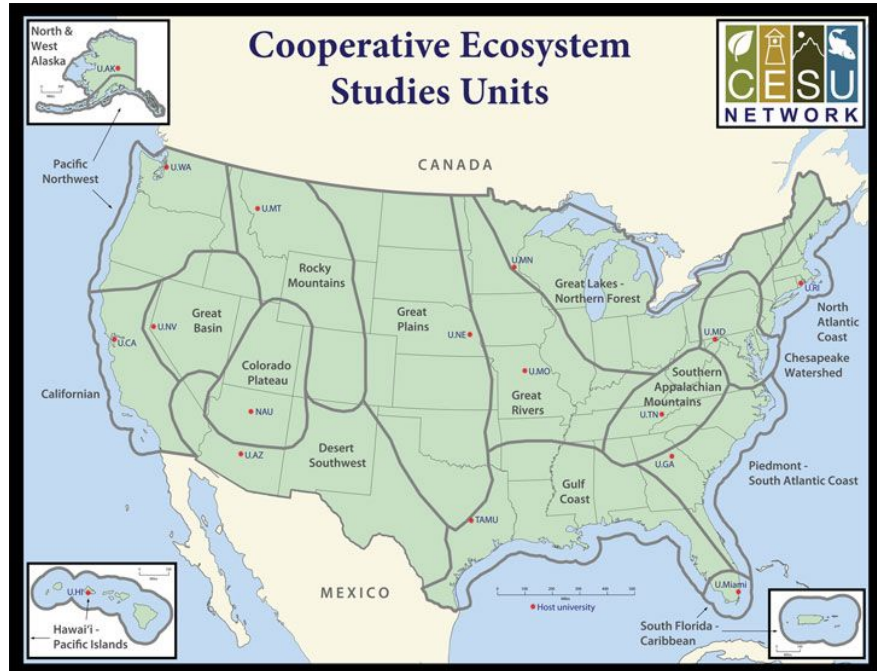 Cooperative Ecosystem
Studies Units
CESU
NETWORK
North &
West
Alaska
U.AK
Pacific
Northwest
CANADA
U.WA
U.MT
Rocky
Mountains
U.MN
Great Lakes -
Northern Forest
U.RI
North
Atlantic
Coast
Great
Basin
U.NV
U.CA
Great
Plains
U.NE
U.MD
Chesapeake
Watershed
Californian
Colorado
Plateau
NAU
U.MO
Great
Rivers
Southern
Appalachian
Mountains
U.TN
U.AZ
Desert
Southwest
U.GA
Gulf
Coast
Piedmont -
South Atlantic Coast
TAMU
MEXICO
Host university
U.Miami
U.HI
Hawai'i -
Pacific Islands
South Florida -
Caribbean